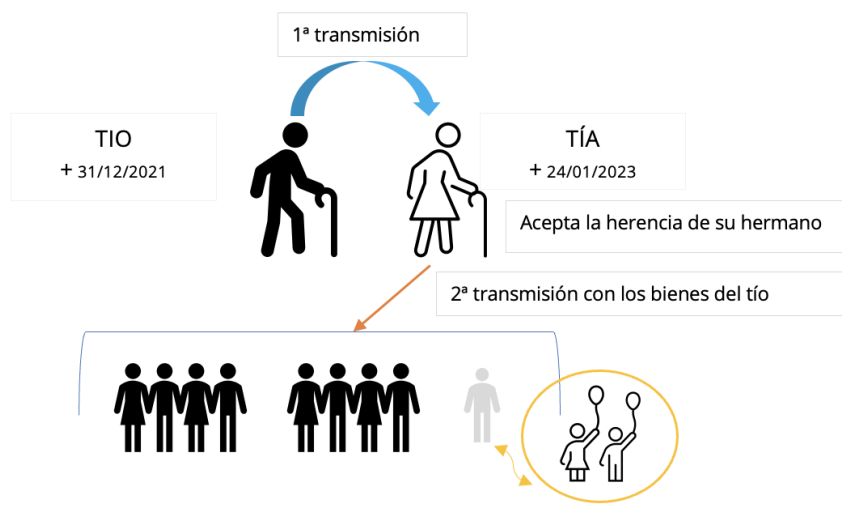 1ª transmisión
TIO
+ 31/12/2021
TÍA
+ 24/01/2023
Acepta la herencia de su hermano
2ª transmisión con los bienes del tío